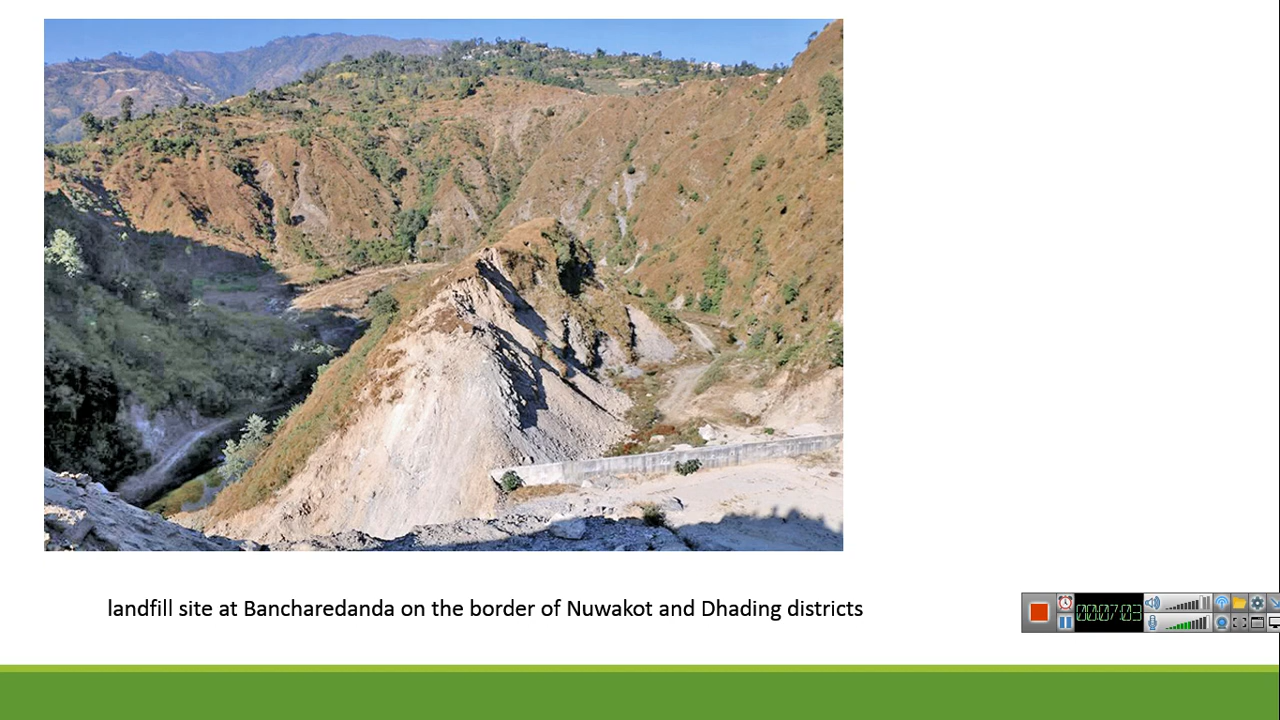 landfill site at Bancharedanda on the border of Nuwakot and Dhading districts
00:07:03